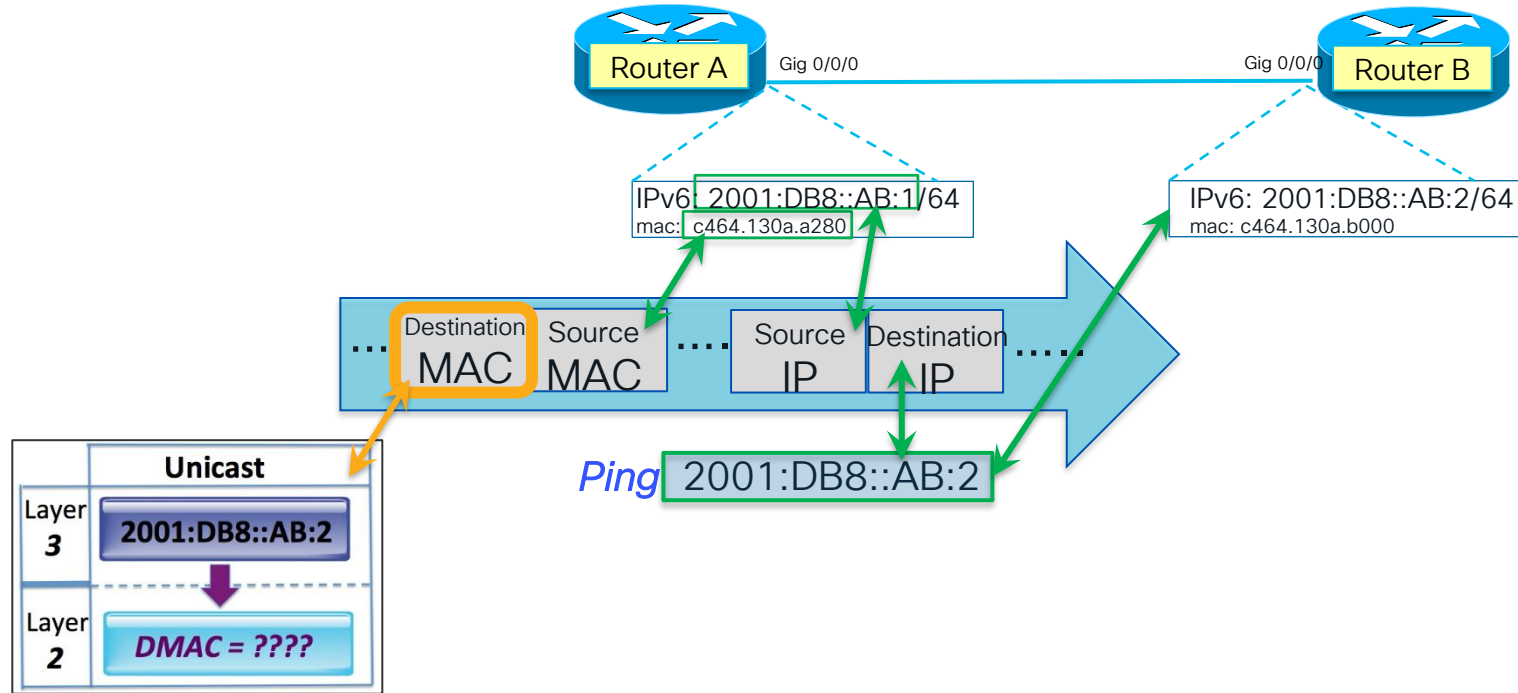 Router A
Gig 0/0/0
Gig 0/0/0
Router B
IPv6: 2001:DB8::AB:1/64
mac: c464.130a.a280
IPv6: 2001:DB8::AB:2/64
mac: c464.130a.b000
....
Destination
MAC
Source
MAC
....
Source
IP
Destination
IP
......
Ping 2001:DB8::AB:2
Unicast
Layer
3
2001:DB8::AB:2
Layer
2
DMAC = ????